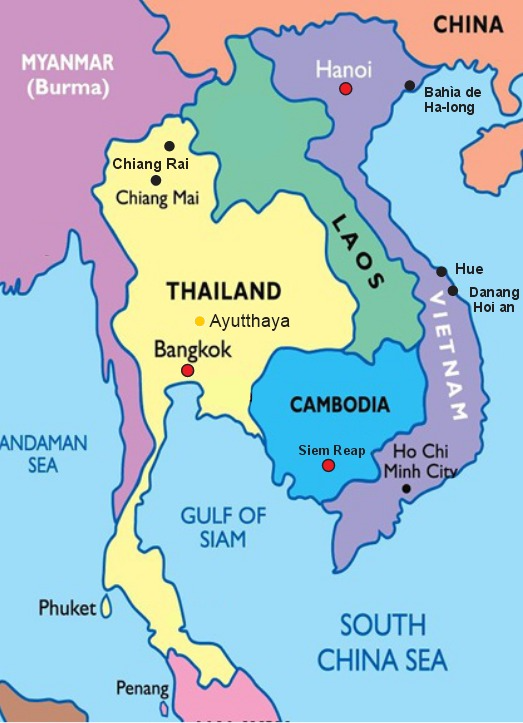 CHINA
MYANMAR
(Burma)
Hanoi
Bahìa de
Ha-long
Chiang Rai
Chiang Mai
LAOS
Hue
Danang
Hoi an
THAILAND
Ayutthaya
VIETNAM
Bangkok
CAMBODIA
ANDAMAN
SEA
Siem Reap
Ho Chi
Minh City
GULF OF
SIAM
Phuket
SOUTH
CHINA SEA
Penang